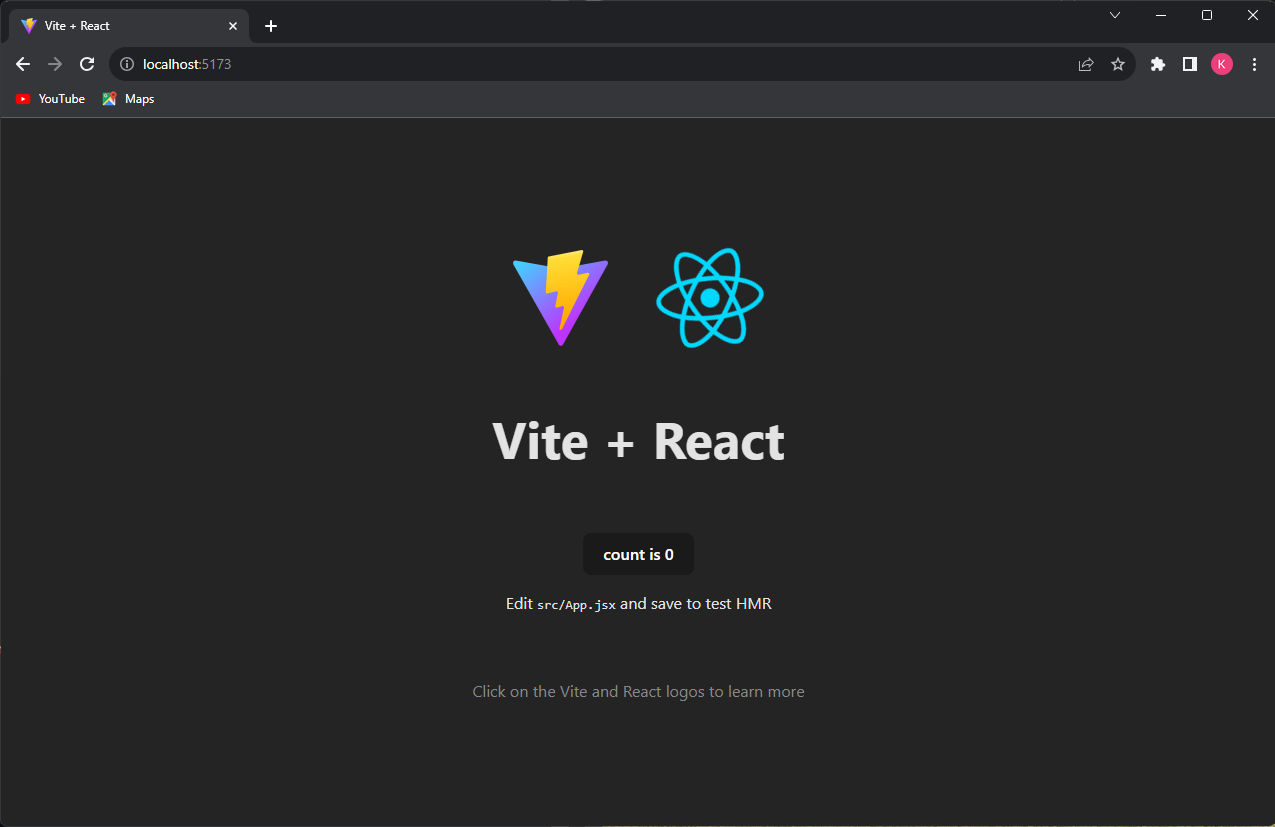 Vite + React
localhost:5173
K
YouTube Maps
Vite + React
count is 0
Edit src/App.jsx and save to test HMR
Click on the Vite and React logos to learn more